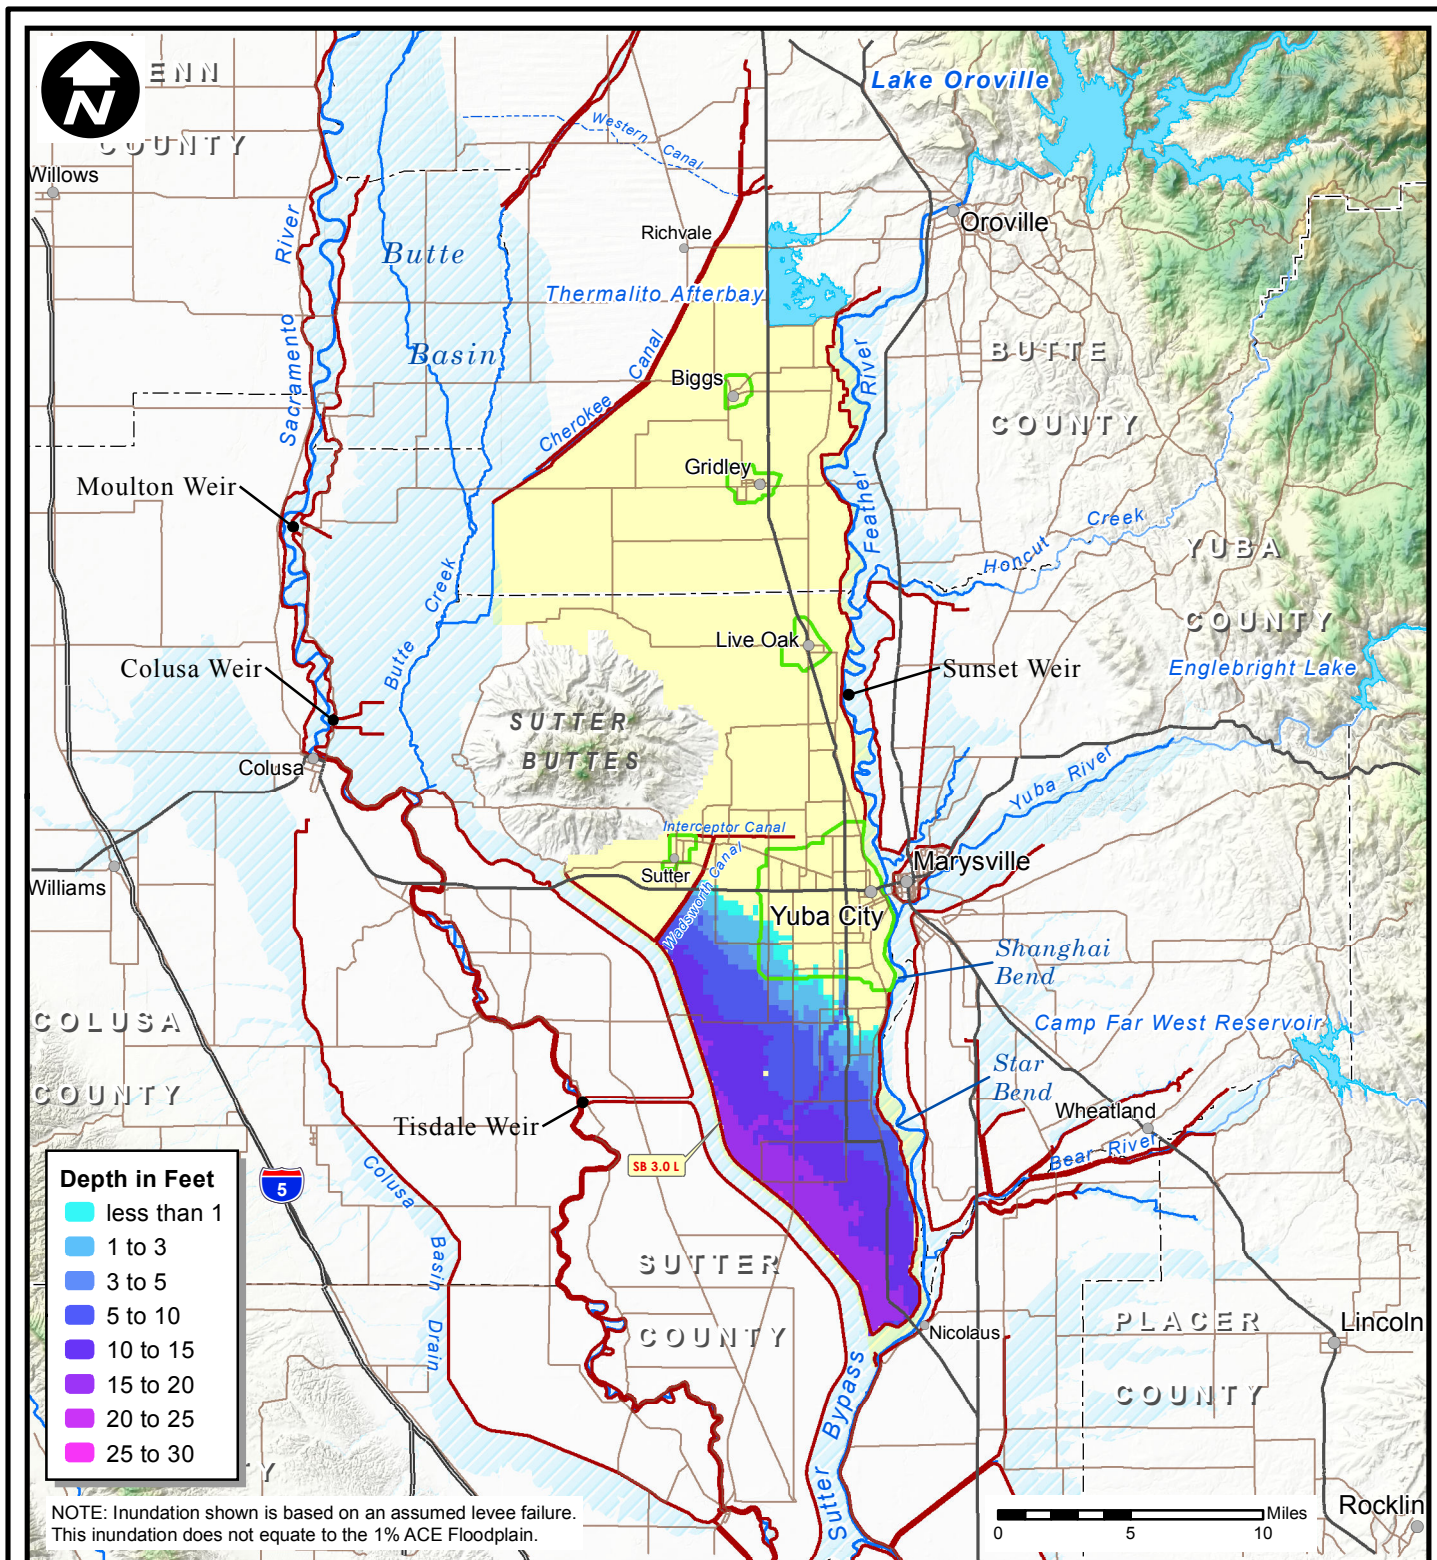 N
ENN
COUNTY
Willows
River
Sacramento
Butte
Basin
Western
Canal
Richvale
Thermalito Afterbay
Lake Oroville
Oroville
Cherokee
Canal
Biggs
Gridley
River
Feather
BUTTE
COUNTY
Moulton Weir
Honcut
Creek
YUBA
COUNTY
Butte
Creek
Live Oak
Colusa Weir
Sunset Weir
Englebright Lake
SUTTER
BUTTES
Colusa
Yuba River
Interceptor Canal
Wadsworth Canal
Sutter
Marysville
Williams
Yuba City
Shanghai
Bend
COLUSA
COUNTY
Camp Far West Reservoir
Star
Bend
Tisdale Weir
Wheatland
Bear River
SB 3.0 L
Colusa
Basin
Drain
5
Depth in Feet
less than 1
1 to 3
3 to 5
5 to 10
10 to 15
15 to 20
20 to 25
25 to 30
SUTTER
COUNTY
Nicolaus
PLACER
COUNTY
Lincoln
Sutter Bypass
Y
NOTE: Inundation shown is based on an assumed levee failure.
This inundation does not equate to the 1% ACE Floodplain.
Miles
0 5 10
Rocklin